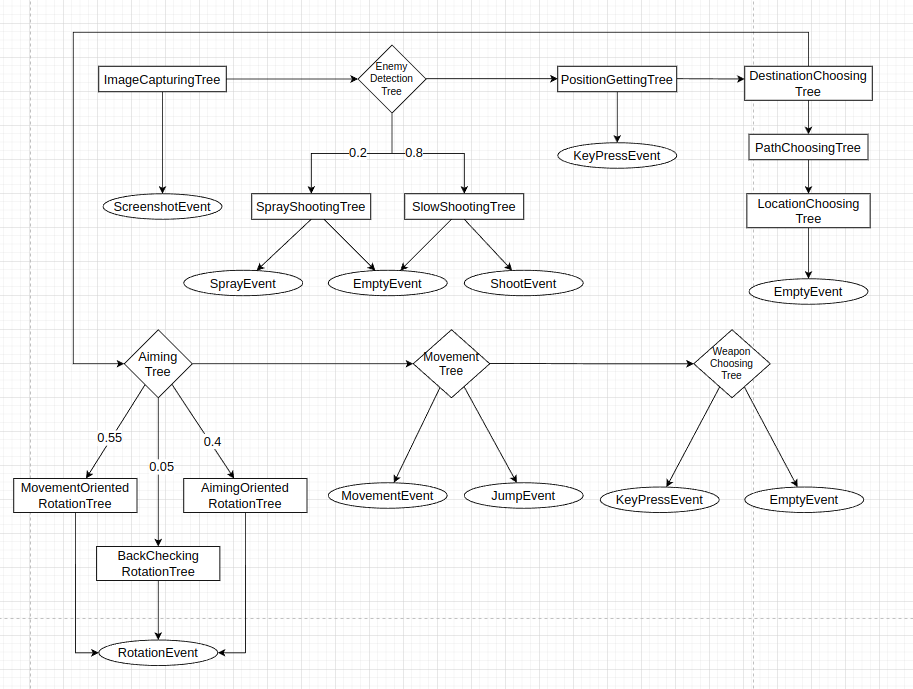 ImageCapturingTree
Enemy
Detection
Tree
PositionGettingTree
DestinationChoosing
Tree
PathChoosingTree
KeyPressEvent
0.2
0.8
ScreenshotEvent
SprayShootingTree
SlowShootingTree
LocationChoosing
Tree
SprayEvent
EmptyEvent
ShootEvent
EmptyEvent
Aiming
Tree
Movement
Tree
Weapon
Choosing
Tree
0.55
0.05
0.4
MovementOriented
RotationTree
AimingOriented
RotationTree
MovementEvent
JumpEvent
KeyPressEvent
EmptyEvent
BackChecking
RotationTree
RotationEvent